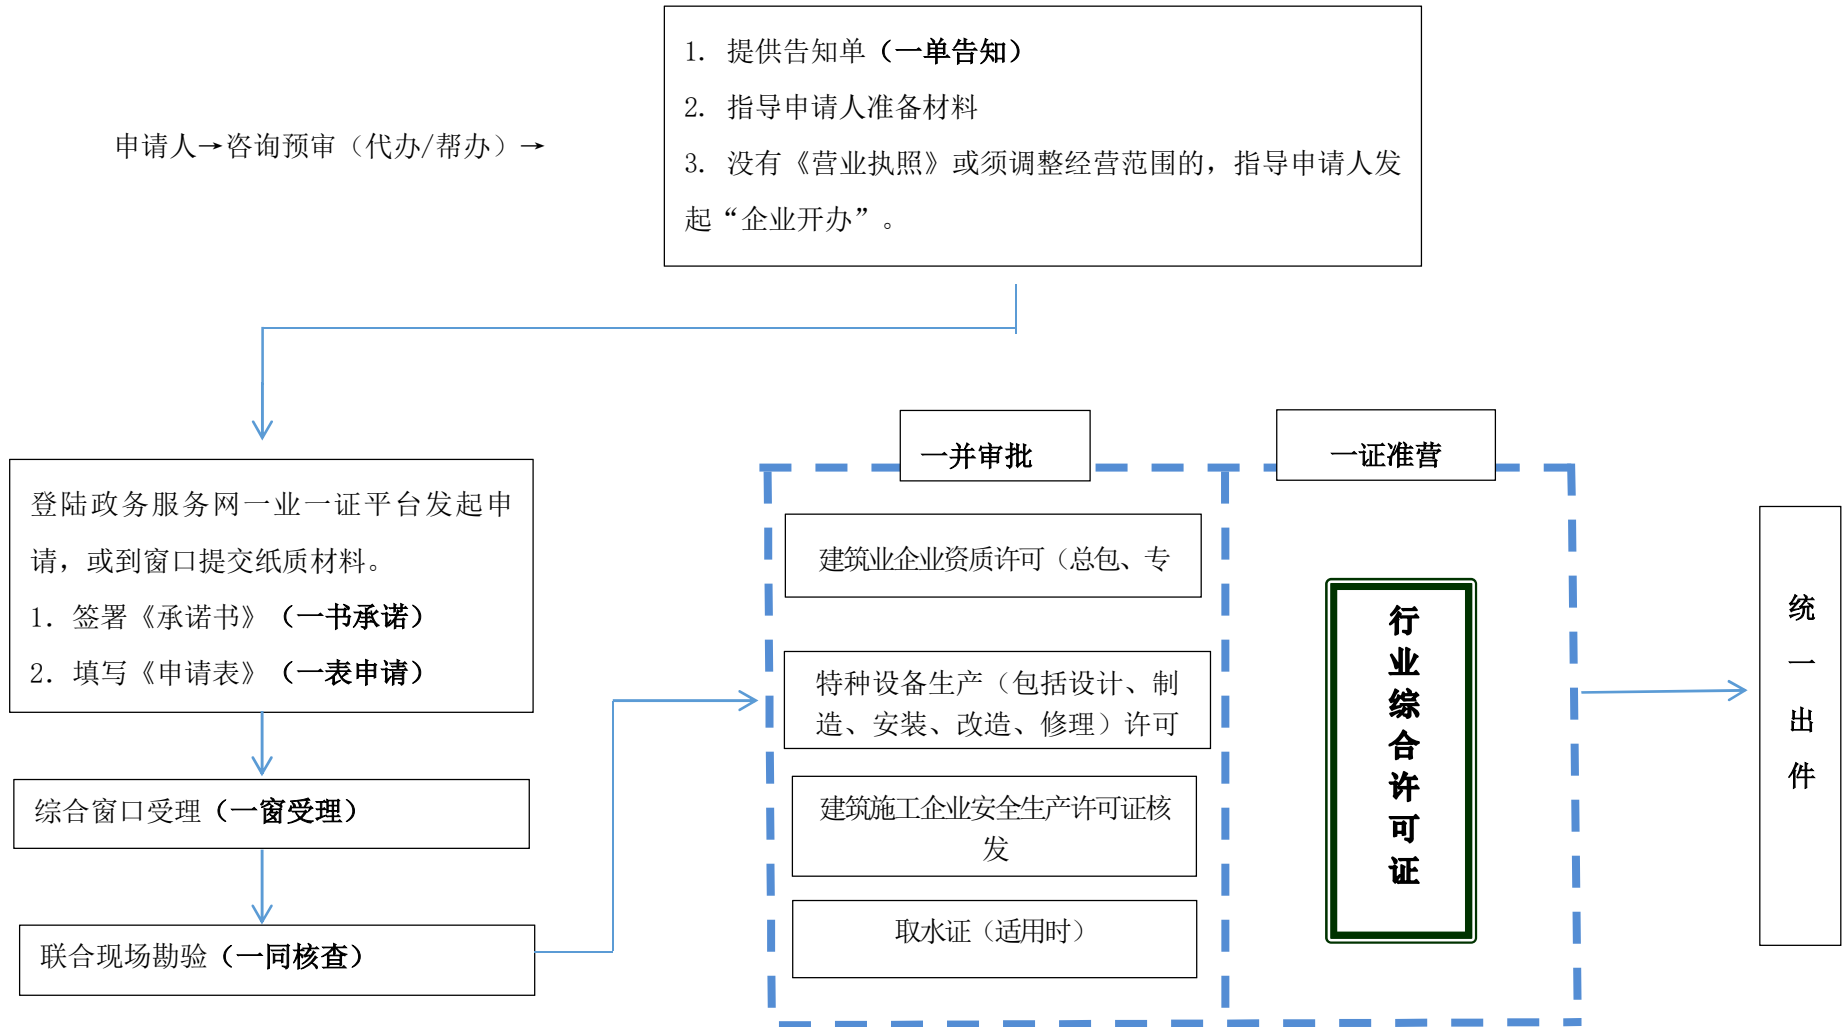 1. 提供告知单（一单告知）
2. 指导申请人准备材料
3. 没有《营业执照》或须调整经营范围的，指导申请人发
起“企业开办”。
申请人→咨询预审（代办/帮办）→
登陆政务服务网一业一证平台发起申
请，或到窗口提交纸质材料。
1. 签署《承诺书》（一书承诺）
2. 填写《申请表》（一表申请）
综合窗口受理（一窗受理）
联合现场勘验（一同核查）
一并审批
建筑业企业资质许可（总包、专
特种设备生产（包括设计、制
造、安装、改造、修理）许可
建筑施工企业安全生产许可证核
发
取水证（适用时）
一证准营
行业综合许可证
统一出件